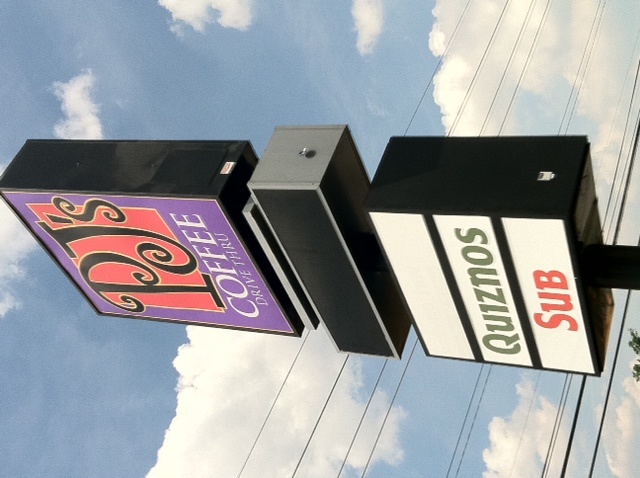 PJ's
COFFEE
DRIVE THRU
QUIZNOS
SUB